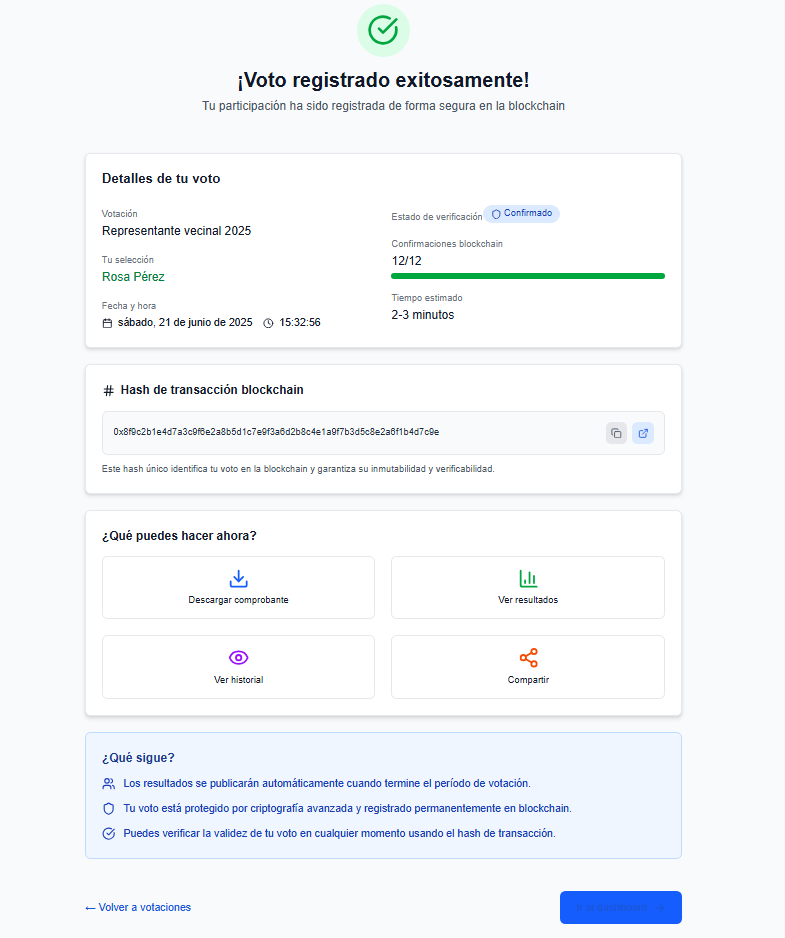 ¡Voto registrado exitosamente!
Tu participación ha sido registrada de forma segura en la blockchain
Detalles de tu voto
Votación
Representante vecinal 2025
Tu selección
Rosa Pérez
Fecha y hora
sábado, 21 de junio de 2025 15:32:56
Estado de verificación Confirmado
Confirmaciones blockchain
12/12
Tiempo estimado
2-3 minutos
# Hash de transacción blockchain
0x8f9c2b1e4d7a3c9f6e2a8b5d1c7e9f3a6d2b8c4e1a9f7b3d5c8e2a6f1b4d7c9e
Este hash único identifica tu voto en la blockchain y garantiza su inmutabilidad y verificabilidad.
¿Qué puedes hacer ahora?
Descargar comprobante
Ver resultados
Ver historial
Compartir
¿Qué sigue?
Los resultados se publicarán automáticamente cuando termine el período de votación.
Tu voto está protegido por criptografía avanzada y registrado permanentemente en blockchain.
Puedes verificar la validez de tu voto en cualquier momento usando el hash de transacción.
← Volver a votaciones